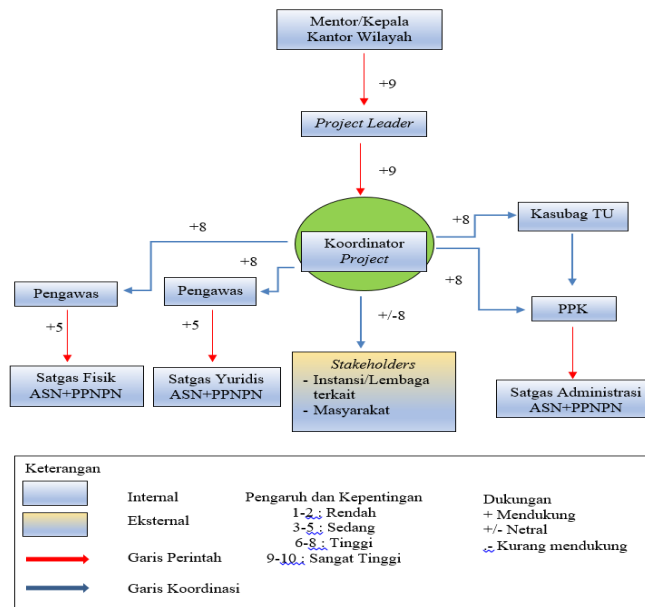 Mentor/Kepala
Kantor Wilayah
+9
Project Leader
+9
Koordinator
Project
+8
+8
+8
+8
Kasubag TU
Pengawas
Pengawas
PPK
+5
+5
+/-8
Satgas Fisik
ASN+PPNPN
Satgas Yuridis
ASN+PPNPN
Stakeholders
- Instansi/Lembaga
terkait
- Masyarakat
Satgas Administrasi
ASN+PPNPN
Keterangan
Internal
Eksternal
Garis Perintah
Garis Koordinasi
Pengaruh dan Kepentingan
1-2 : Rendah
3-5 : Sedang
6-8 : Tinggi
9-10 : Sangat Tinggi
Dukungan
+ Mendukung
+/- Netral
- Kurang mendukung